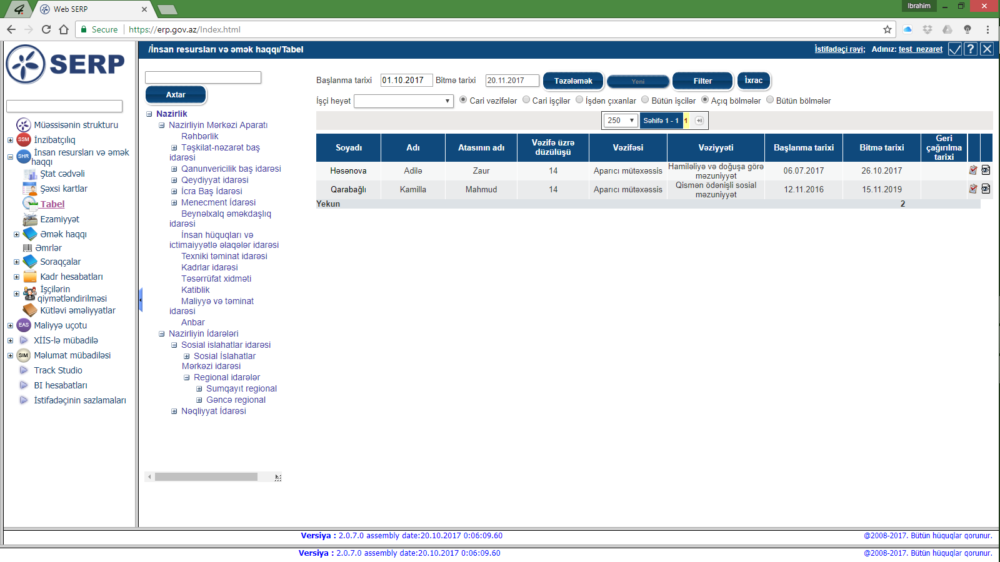 Web SERP
Ibrahim
Secure
https://erp.gov.az/Index.html
SERP
/İnsan resursları və əmək haqqı/Tabel
İstifadəçi rəyi;
Adınız: test_nezaret
?
Müəssisənin strukturu
SSM
İnzibatçılıq
SHR
İnsan resursları və əmək
haqqı
Ştat cədvəli
Şəxsi kartlar
Tabel
Ezamiyyət
Əmək haqqı
Əmrlər
Soraqçalar
Kadr hesabatları
İşçilərin
qiymətləndirilməsi
Kütləvi əməliyyatlar
EAS
Maliyyə uçotu
XİİS-lə mübadilə
SIM
Məlumat mübadiləsi
Track Studio
BI hesabatları
İstifadəçinin sazlamaları
Axtar
Nazirlik
Nazirliyin Mərkəzi Aparatı
Rəhbərlik
Təşkilat-nəzarət baş
idarəsi
Qanunvericilik baş idarəsi
Qeydiyyat idarəsi
İcra Baş İdarəsi
Menecment İdarəsi
Beynəlxalq əməkdaşlıq
idarəsi
İnsan hüquqları və
ictimaiyyətlə əlaqələr idarəsi
Texniki təminat idarəsi
Kadrlar idarəsi
Təsərrüfat xidməti
Katiblik
Maliyyə və təminat
idarəsi
Anbar
Nazirliyin İdarələri
Sosial islahatlar idarəsi
Sosial İslahatlar
Mərkəzi idarəsi
Regional idarələr
Sumqayıt regional
Gəncə regional
Nəqliyyat İdarəsi
Başlanma tarixi 01.10.2017 Bitmə tarixi 20.11.2017 Təzələmək Yeni Filter İxrac
İşçi heyət Cari vəzifələr Cari işçilər İşdən çıxanlar Bütün işcilər Açıq bölmələr Bütün bölmələr
250 Səhifə 1 - 1 1
Soyadı Adı Atasının adı Vəzifə üzrə düzülüşü Vəzifəsi Vəziyyəti Başlanma tarixi Bitmə tarixi Geri çağırılma tarixi
Həsənova Adilə Zaur 14 Aparıcı mütəxəssis Hamiləliyə və doğuşa görə məzuniyyət 06.07.2017 26.10.2017
Qarabağlı Kamilla Mahmud 14 Aparıcı mütəxəssis Qismən ödənişli sosial məzuniyyət 12.11.2016 15.11.2019
Yekun 2
Versiya : 2.0.7.0 assembly date:20.10.2017 0:06:09.60
@2008-2017. Bütün hüquqlar qorunur.
Versiya : 2.0.7.0 assembly date:20.10.2017 0:06:09.60
@2008-2017. Bütün hüquqlar qorunur.